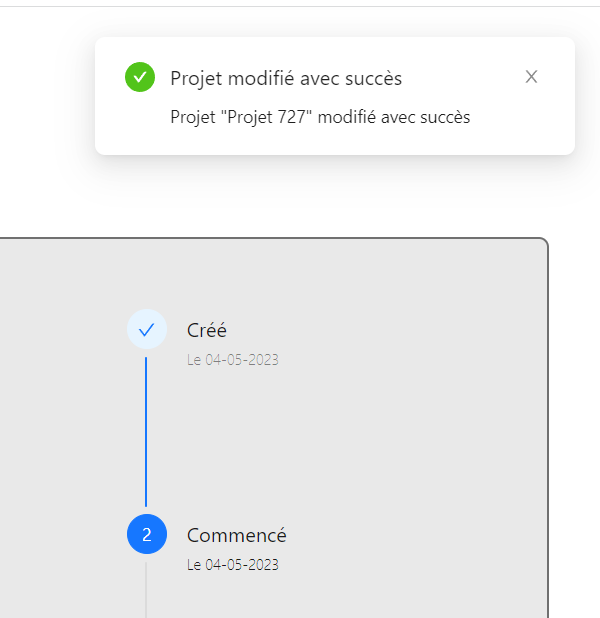 Projet modifié avec succès
Projet "Projet 727" modifié avec succès
Créé
Le 04-05-2023
2
Commencé
Le 04-05-2023